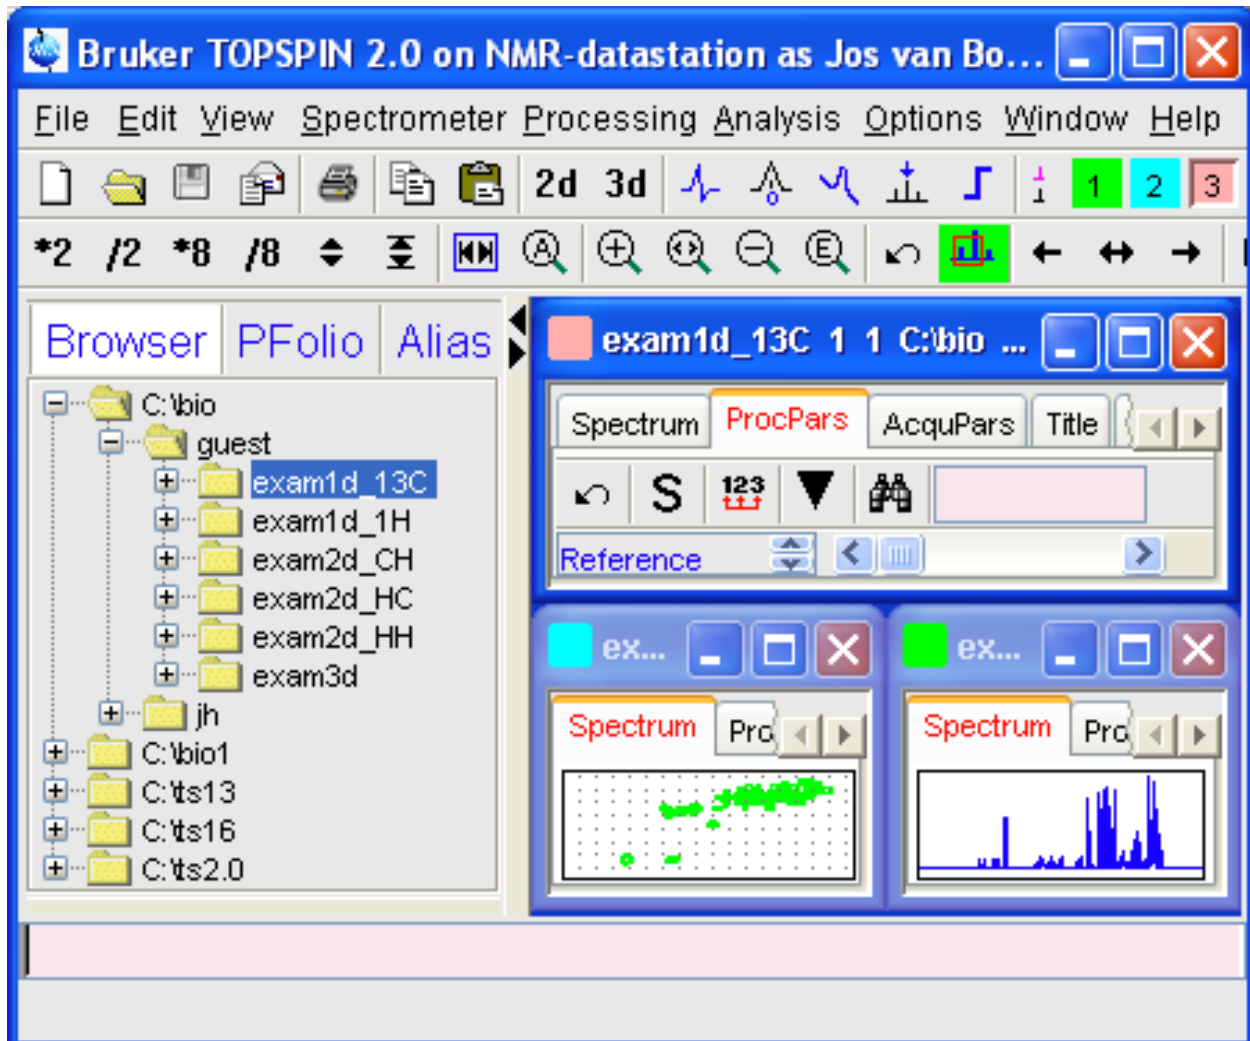 Bruker TOPSPIN 2.0 on NMR-datastation as Jos van Bo...
File Edit View Spectrometer Processing Analysis Options Window Help
2d 3d 1 2 3
*2 /2 *8 /8 A E
Browser PFolio Alias
C:\bio
guest
exam1d_13C
exam1d_1H
exam2d_CH
exam2d_HC
exam2d_HH
exam3d
jh
C:\bio1
C:\ts13
C:\ts16
C:\ts2.0
exam1d_13C 1 1 C:\bio ...
Spectrum ProcPars AcquPars Title
S 123
Reference
ex...
Spectrum Pro
ex...
Spectrum Pro